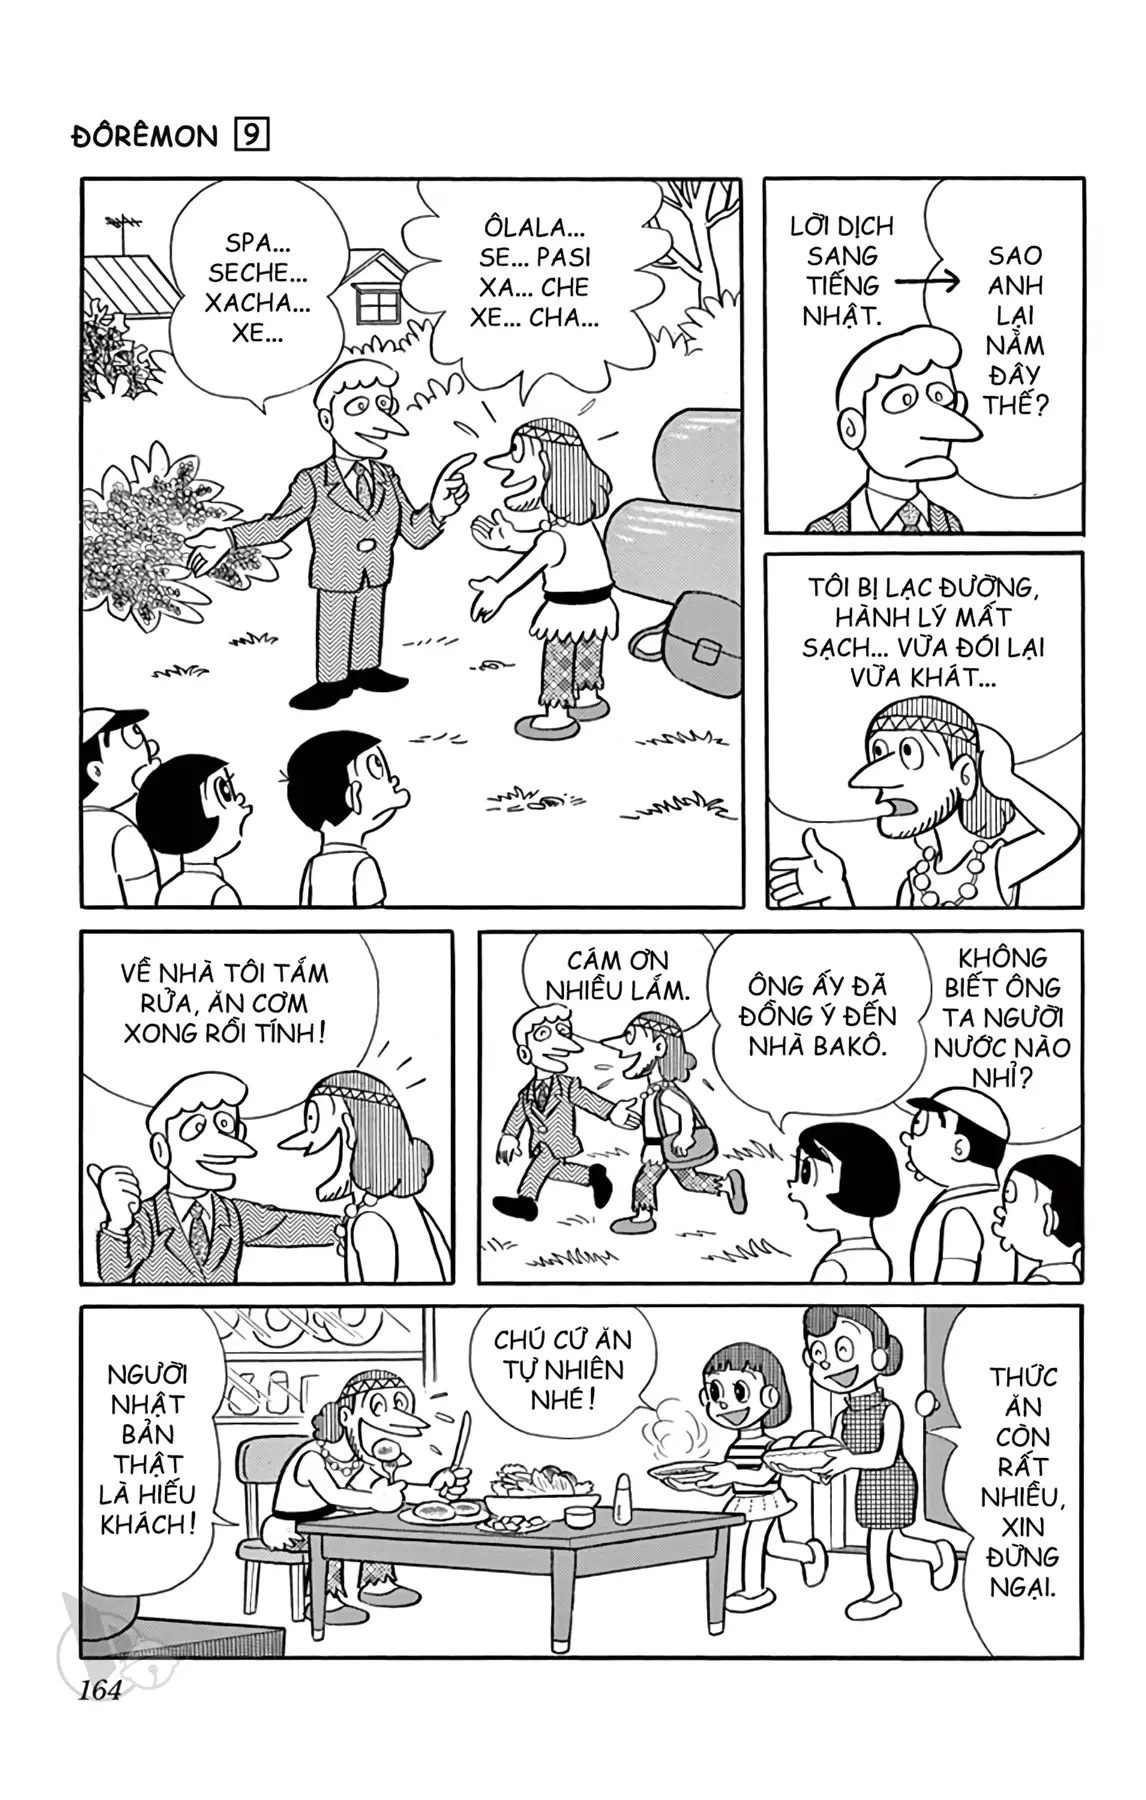 ĐÔRÊMON 9
SPA...
SECHE...
XACHA...
XE...
ÔLALA...
SE... PASI
XA... CHE
XE... CHA...
LỜI DỊCH
SANG
TIẾNG
NHẬT.
SAO
ANH
LẠI
NẰM
ĐÂY
THẾ?
TÔI BỊ LẠC ĐƯỜNG,
HÀNH LÝ MẤT
SẠCH... VỪA ĐÓI LẠI
VỪA KHÁT...
VỀ NHÀ TÔI TẮM
RỬA, ĂN CƠM
XONG RỒI TÍNH!
CÁM ƠN
NHIỀU LẮM.
ÔNG ẤY ĐÃ
ĐỒNG Ý ĐẾN
NHÀ BAKÔ.
KHÔNG
BIẾT ÔNG
TA NGƯỜI
NƯỚC NÀO
NHỈ?
NGƯỜI
NHẬT
BẢN
THẬT
LÀ HIẾU
KHÁCH!
CHÚ CỨ ĂN
TỰ NHIÊN
NHÉ!
THỨC
ĂN
CÒN
RẤT
NHIỀU,
XIN
ĐỪNG
NGẠI.
164